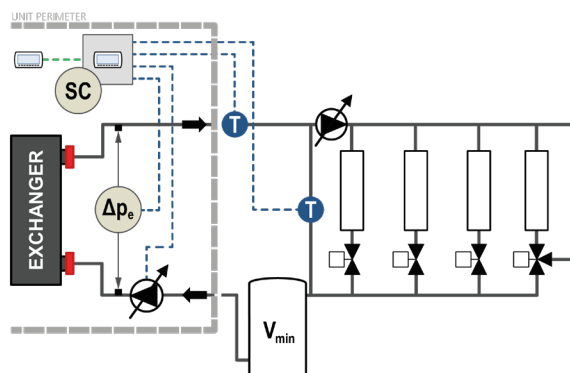 UNIT PERIMETER
SC
T
EXCHANGER
Δpe
T
Vmin